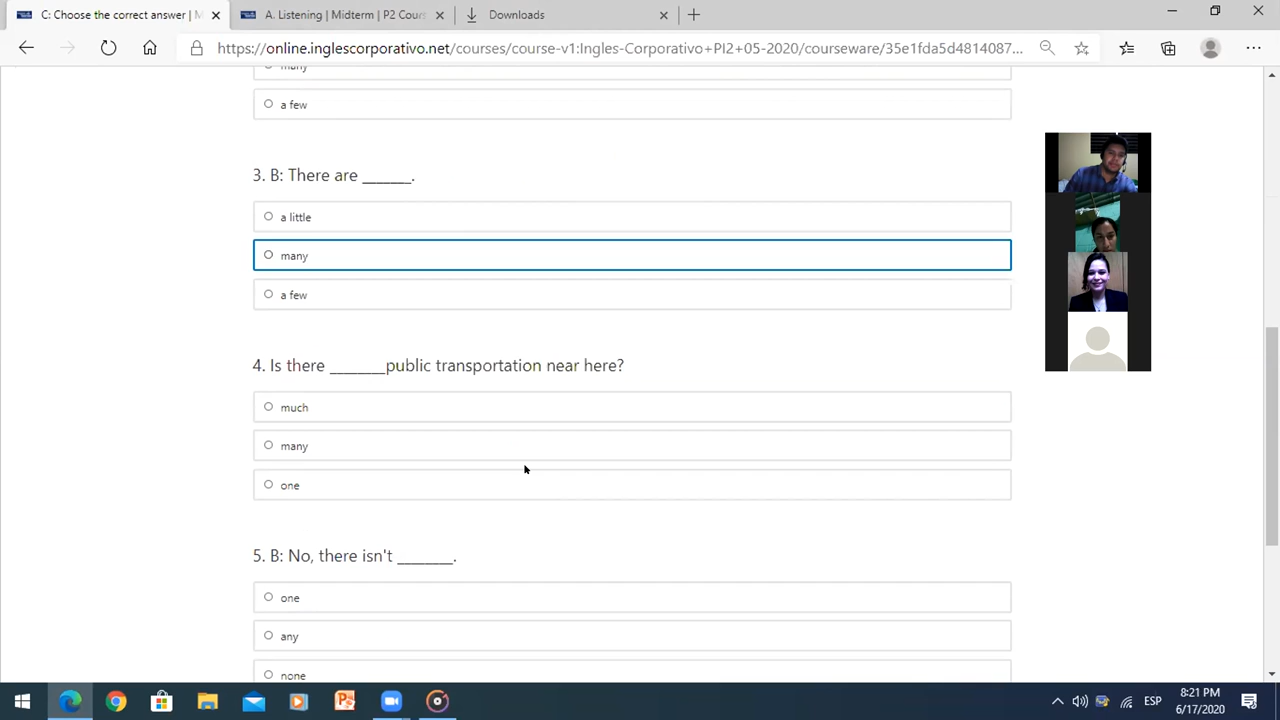 C: Choose the correct answer | M
A. Listening | Midterm | P2 Cours
Downloads
https://online.inglescorporativo.net/courses/course-v1:Ingles-Corporativo+PI2+05-2020/courseware/35e1fda5d4814087...
many
a few
3. B: There are ______.
a little
many
a few
4. Is there _______public transportation near here?
much
many
one
5. B: No, there isn't _______.
one
any
none
ESP
8:21 PM
6/17/2020